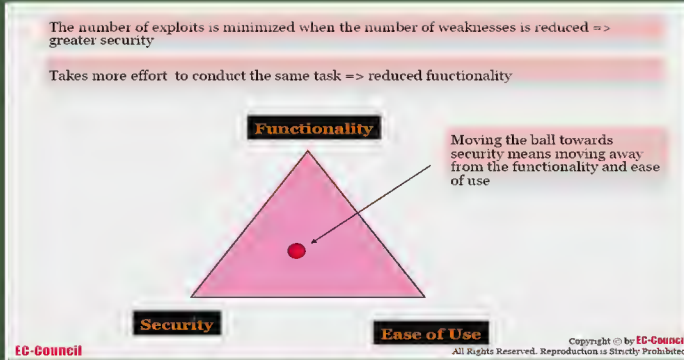 The number of exploits is minimized when the number of weaknesses is reduced =>
greater security
Takes more effort to conduct the same task => reduced functionality
Functionality
Moving the ball towards
security means moving away
from the functionality and ease
of use
Security
Ease of Use
EC-Council
Copyright © by EC-Council
All Rights Reserved. Reproduction is Strictly Prohibited